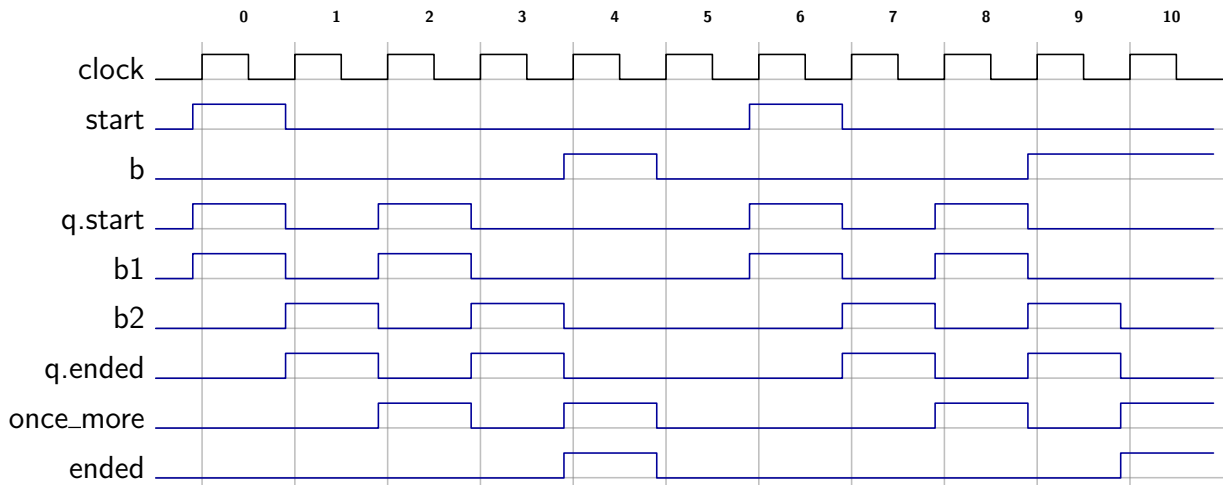 0 1 2 3 4 5 6 7 8 9 10
clock
start
b
q.start
b1
b2
q.ended
once_more
ended